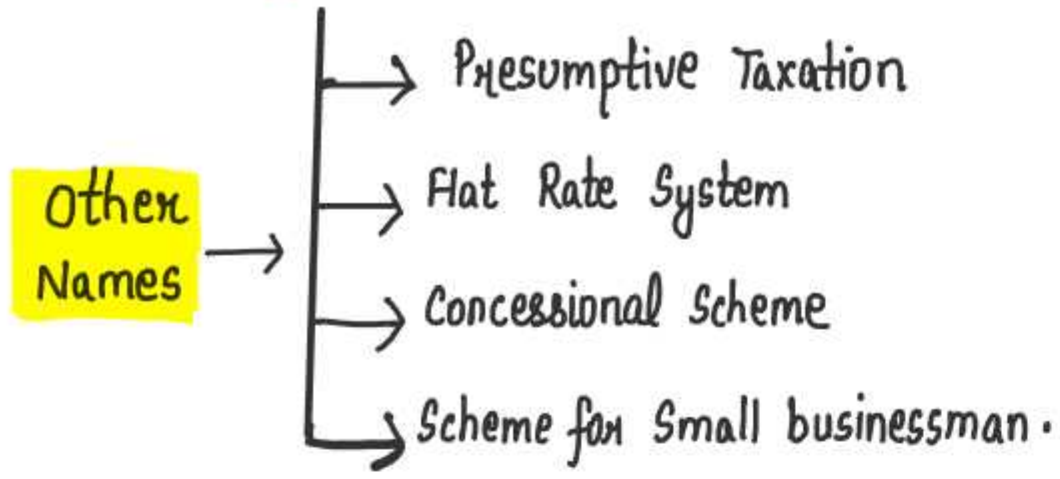 Other
Names
Presumptive Taxation
Flat Rate System
Concessional Scheme
Scheme for Small businessman.